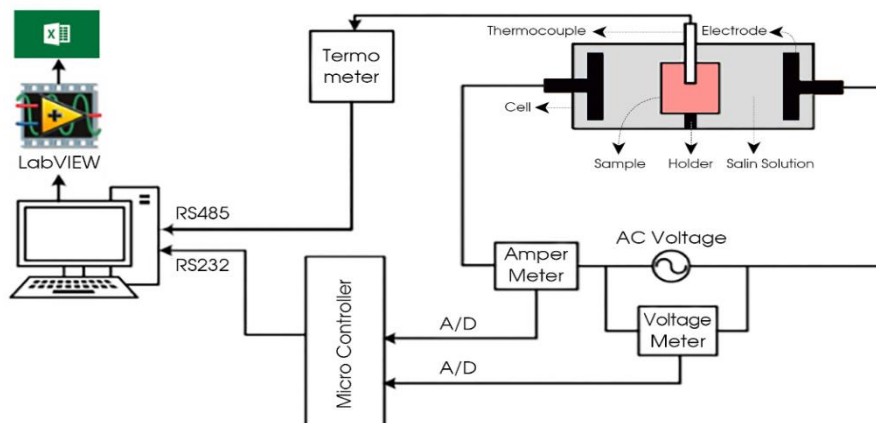 Thermocouple
Electrode
Termo
meter
X
Cell
Sample
Holder
Salin Solution
LabVIEW
RS485
RS232
Amper
Meter
AC Voltage
A/D
Voltage
Meter
A/D
Micro Controller